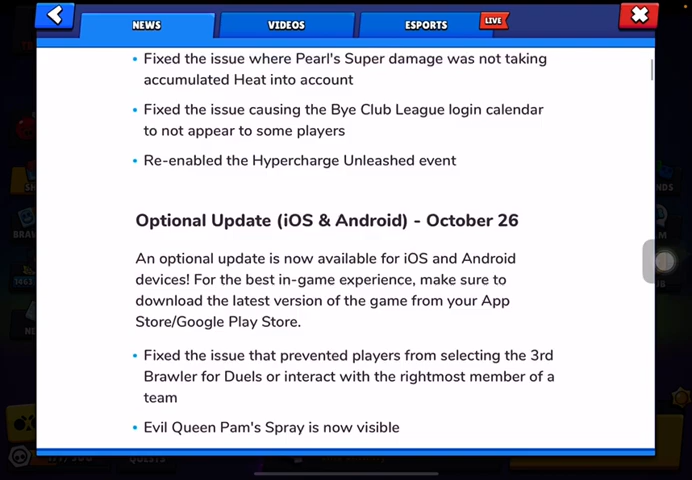 NEWS
VIDEOS
ESPORTS
LIVE
• Fixed the issue where Pearl's Super damage was not taking
accumulated Heat into account
• Fixed the issue causing the Bye Club League login calendar
to not appear to some players
• Re-enabled the Hypercharge Unleashed event
Optional Update (iOS & Android) - October 26
An optional update is now available for iOS and Android
devices! For the best in-game experience, make sure to
download the latest version of the game from your App
Store/Google Play Store.
• Fixed the issue that prevented players from selecting the 3rd
Brawler for Duels or interact with the rightmost member of a
team
• Evil Queen Pam's Spray is now visible
QUESTS